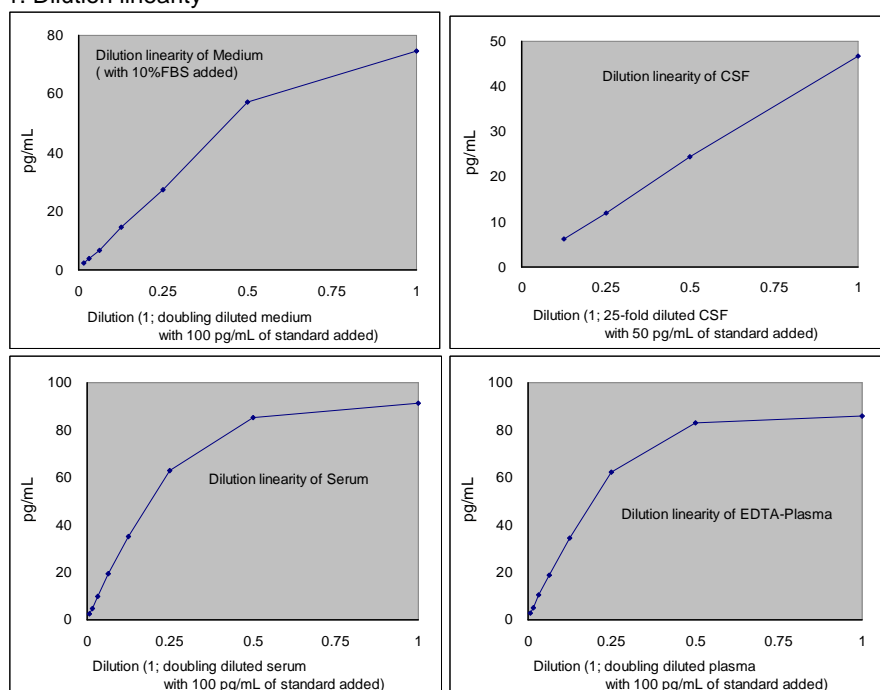 1. Dilution linearity
80
60
40
20
0
pg/mL
Dilution linearity of Medium
( with 10%FBS added)
0 0.25 0.5 0.75 1
Dilution (1; doubling diluted medium
with 100 pg/mL of standard added)
50
40
30
20
10
0
pg/mL
Dilution linearity of CSF
0 0.25 0.5 0.75 1
Dilution (1; 25-fold diluted CSF
with 50 pg/mL of standard added)
100
80
60
40
20
0
pg/mL
Dilution linearity of Serum
0 0.25 0.5 0.75 1
Dilution (1; doubling diluted serum
with 100 pg/mL of standard added)
100
80
60
40
20
0
pg/mL
Dilution linearity of EDTA-Plasma
0 0.25 0.5 0.75 1
Dilution (1; doubling diluted plasma
with 100 pg/mL of standard added)